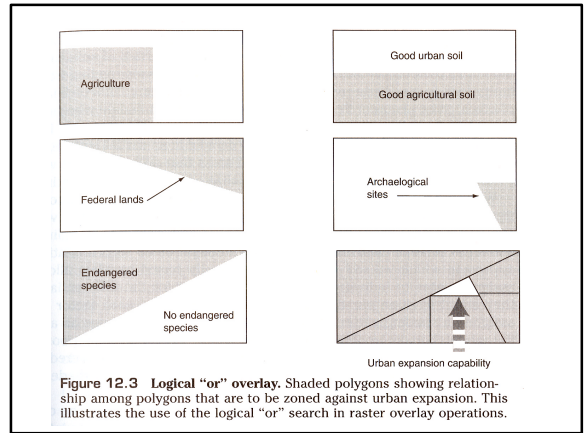 Agriculture
Good urban soil
Good agricultural soil
Federal lands
Archaelogical
sites
Endangered
species
No endangered
species
Urban expansion capability
Figure 12.3 Logical “or” overlay. Shaded polygons showing relation-
ship among polygons that are to be zoned against urban expansion. This
illustrates the use of the logical “or” search in raster overlay operations.